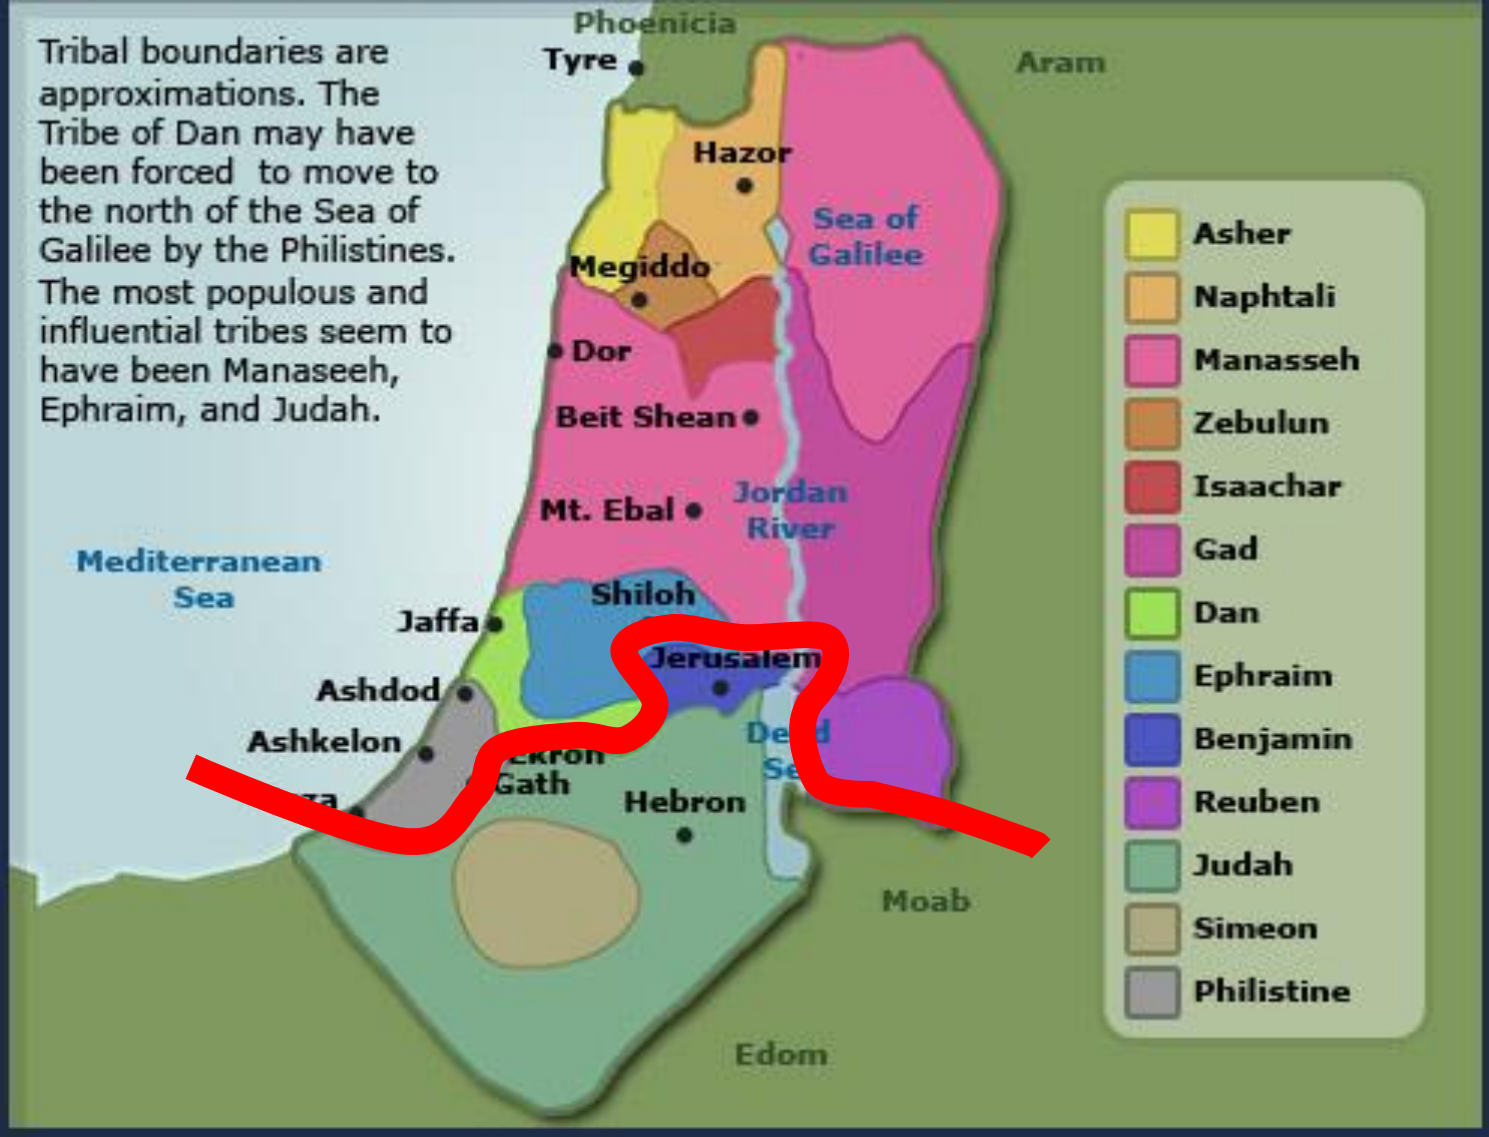 Tribal boundaries are
approximations. The
Tribe of Dan may have
been forced to move to
the north of the Sea of
Galilee by the Philistines.
The most populous and
influential tribes seem to
have been Manaseeh,
Ephraim, and Judah.
Phoenicia
Tyre
Aram
Hazor
Sea of
Galilee
Megiddo
Dor
Beit Shean
Mt. Ebal
Jordan
River
Mediterranean
Sea
Shiloh
Jaffa
Jerusalem
Ashdod
Ashkelon
Ekron
Gath
Hebron
Moab
Edom
Asher
Naphtali
Manasseh
Zebulun
Isaachar
Gad
Dan
Ephraim
Benjamin
Reuben
Judah
Simeon
Philistine